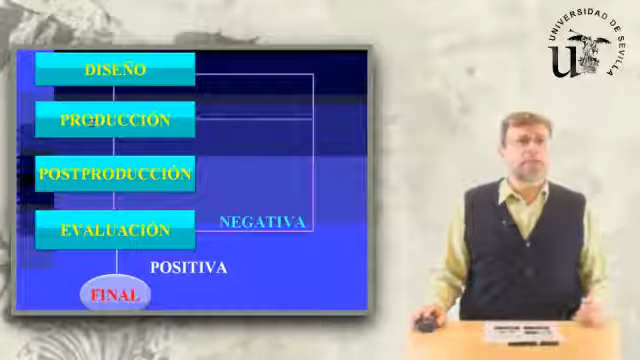 DISEÑO
PRODUCCIÓN
POSTPRODUCCIÓN
EVALUACIÓN
NEGATIVA
POSITIVA
FINAL
UNIVERSIDAD DE SEVILLA